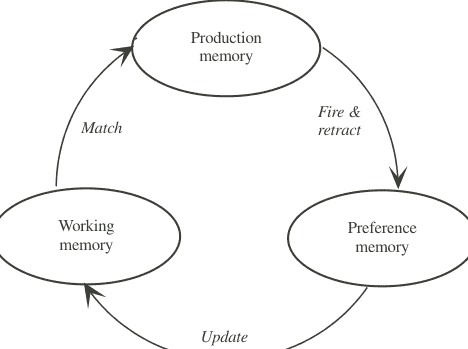 Production
memory
Fire &
retract
Match
Working
memory
Preference
memory
Update